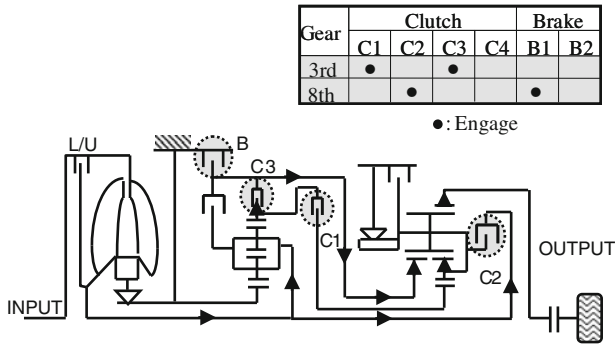 Gear Clutch Brake
C1 C2 C3 C4 B1 B2
3rd ● ●
8th ● ●
●: Engage
L/U
B
C3
C1
C2
OUTPUT
INPUT